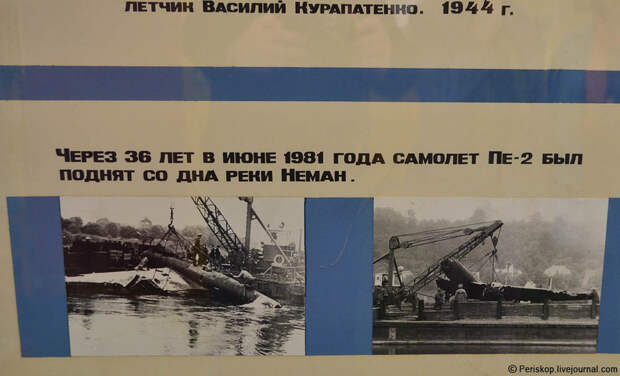 ЛЕТЧИК ВАСИЛИЙ КУРАПАТЕНКО. 1944 Г.
ЧЕРЕЗ 36 ЛЕТ В ИЮНЕ 1981 ГОДА САМОЛЕТ ПЕ-2 БЫЛ
ПОДНЯТ СО ДНА РЕКИ НЕМАН.
© Periskop.livejournal.com